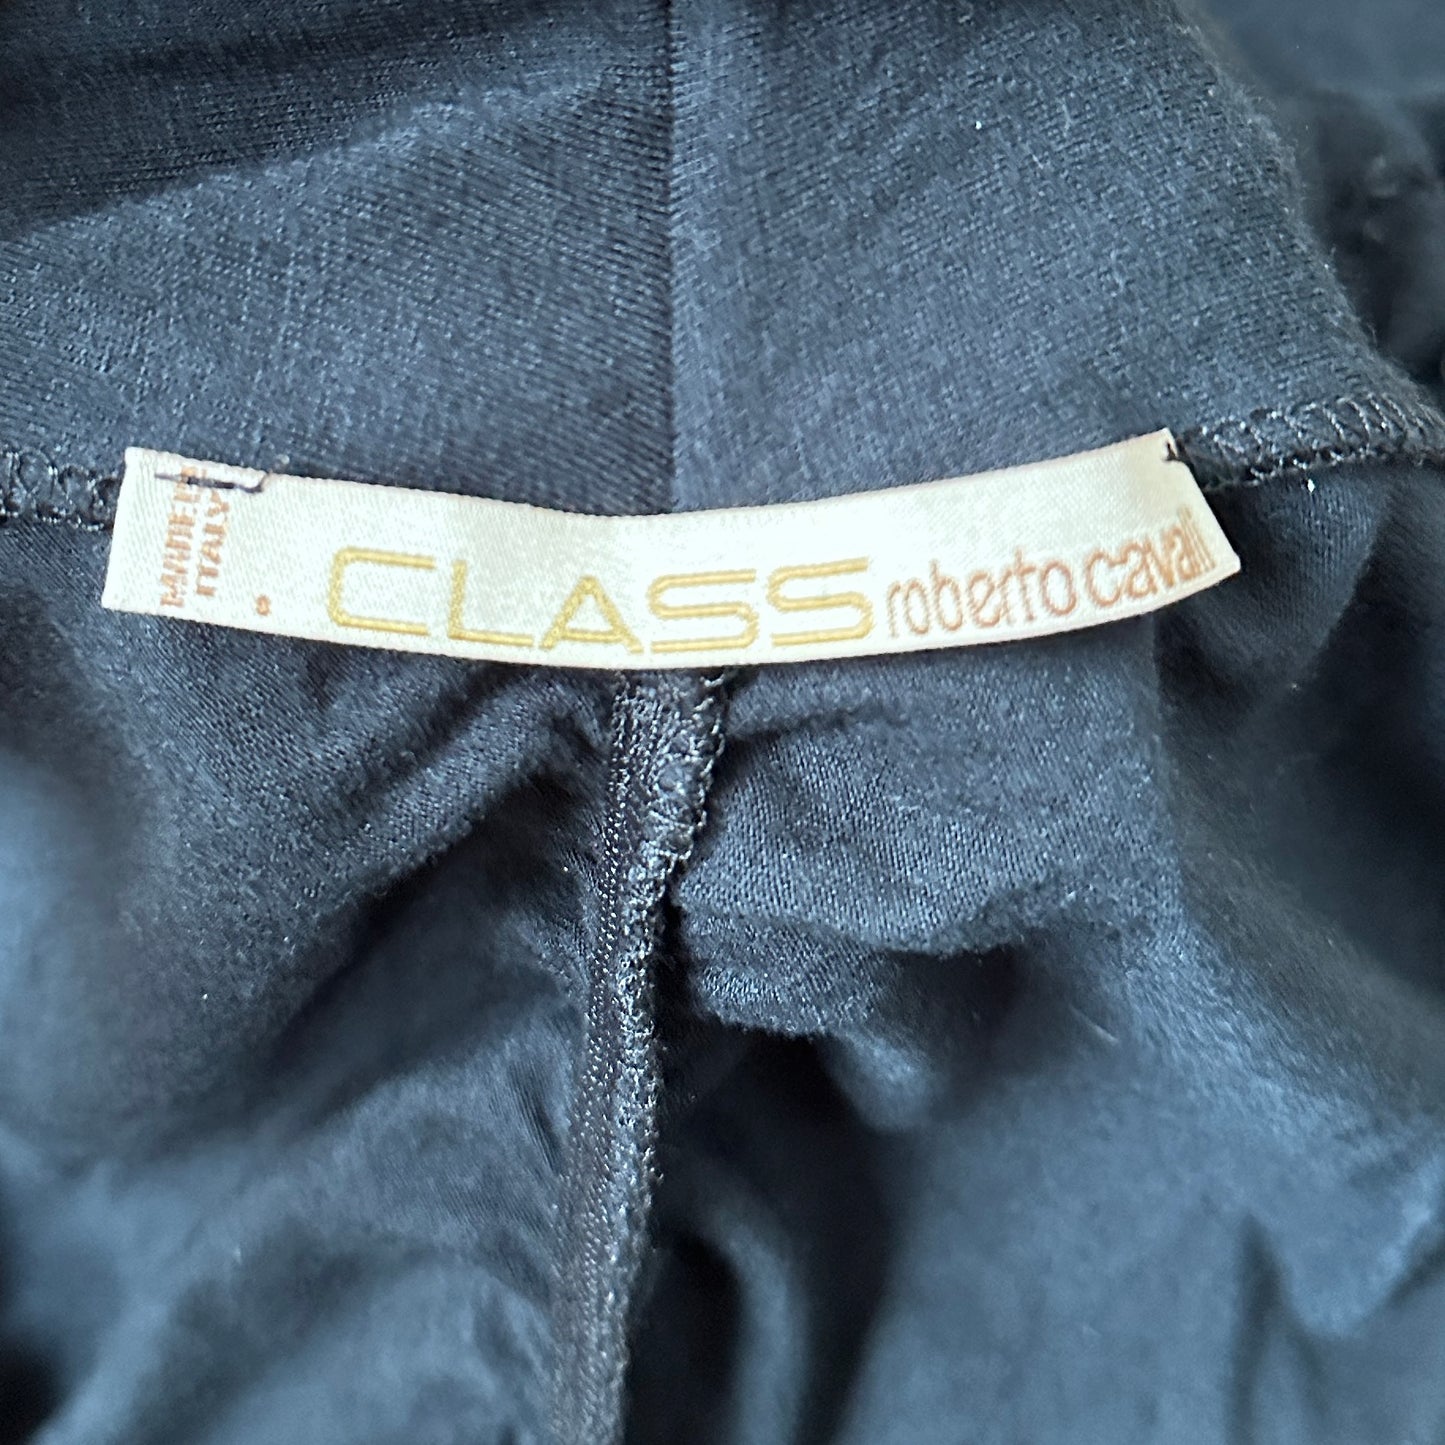 MADE IN
ITALY
CLASS roberto cavalli